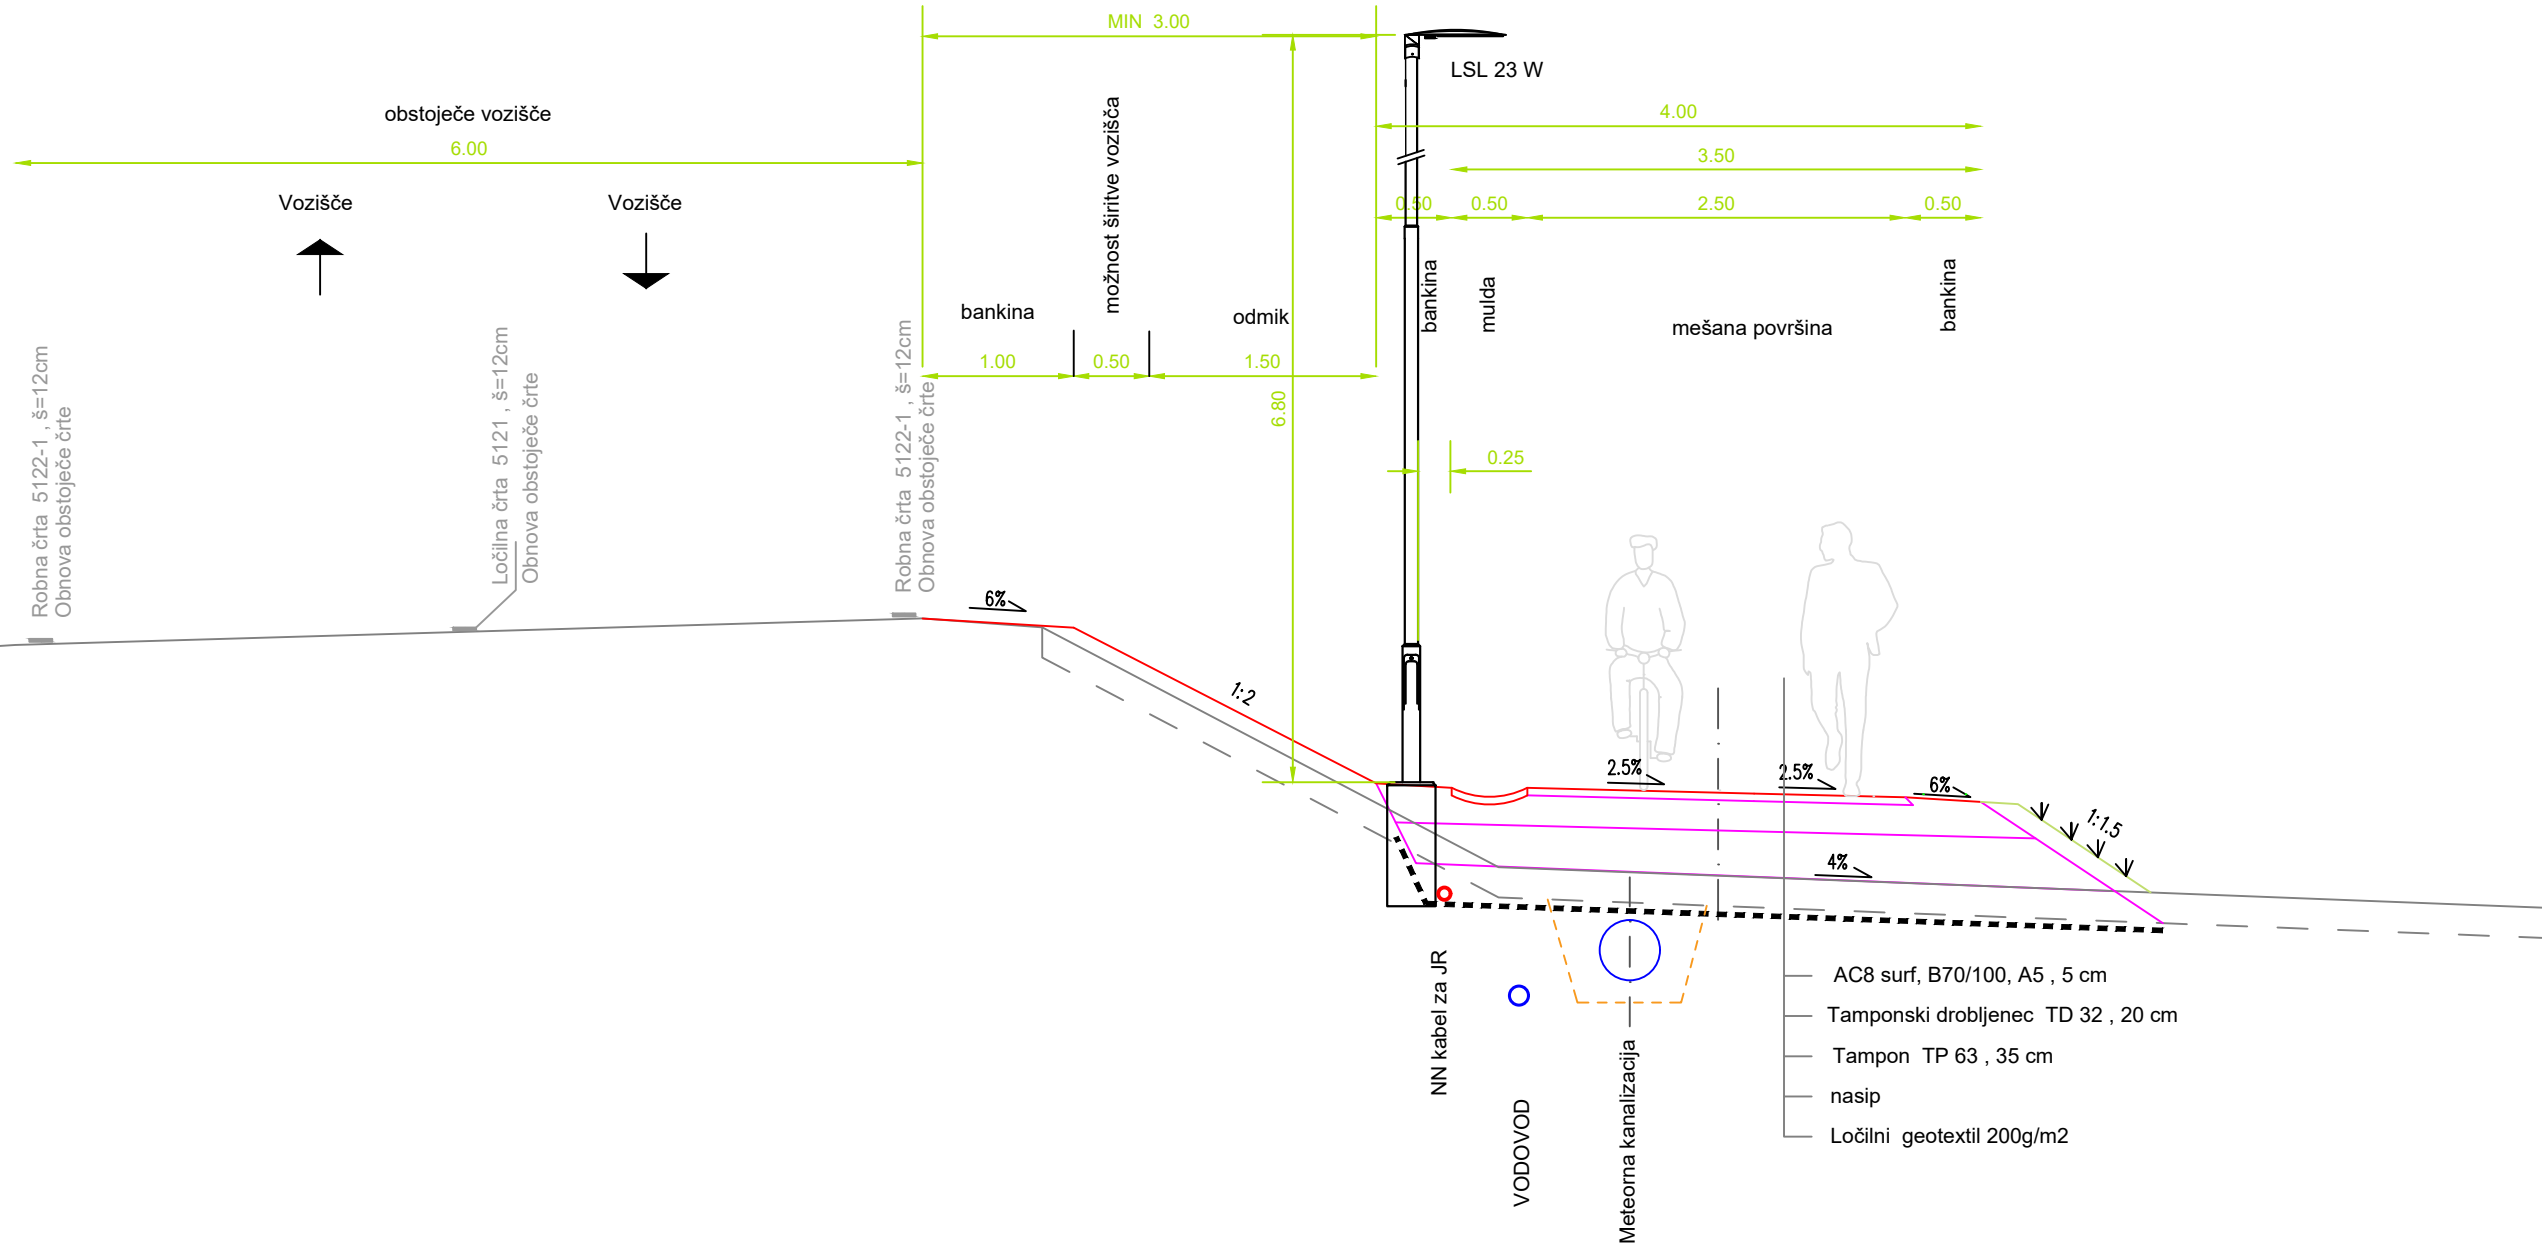 MIN  3.00
LSL 23 W
obstoječe vozišče
6.00
4.00
3.50
0.50
0.50
2.50
0.50
Vozišče
Vozišče
možnost širitve vozišča
bankina
odmik
1.00
0.50
1.50
6.80
bankina
mulda
mešana površina
bankina
0.25
Robna črta  5122-1 , š=12cm
Obnova obstoječe črte
Ločilna črta  5121 , š=12cm
Obnova obstoječe črte
Robna črta  5122-1 , š=12cm
Obnova obstoječe črte
6%
1:2
2.5%
2.5%
6%
1:1.5
4%
NN kabel za JR
VODOVOD
Meteorna kanalizacija
AC8 surf, B70/100, A5 , 5 cm
Tamponski drobljenec  TD 32 , 20 cm
Tampon  TP 63 , 35 cm
nasip
Ločilni  geotextil 200g/m2